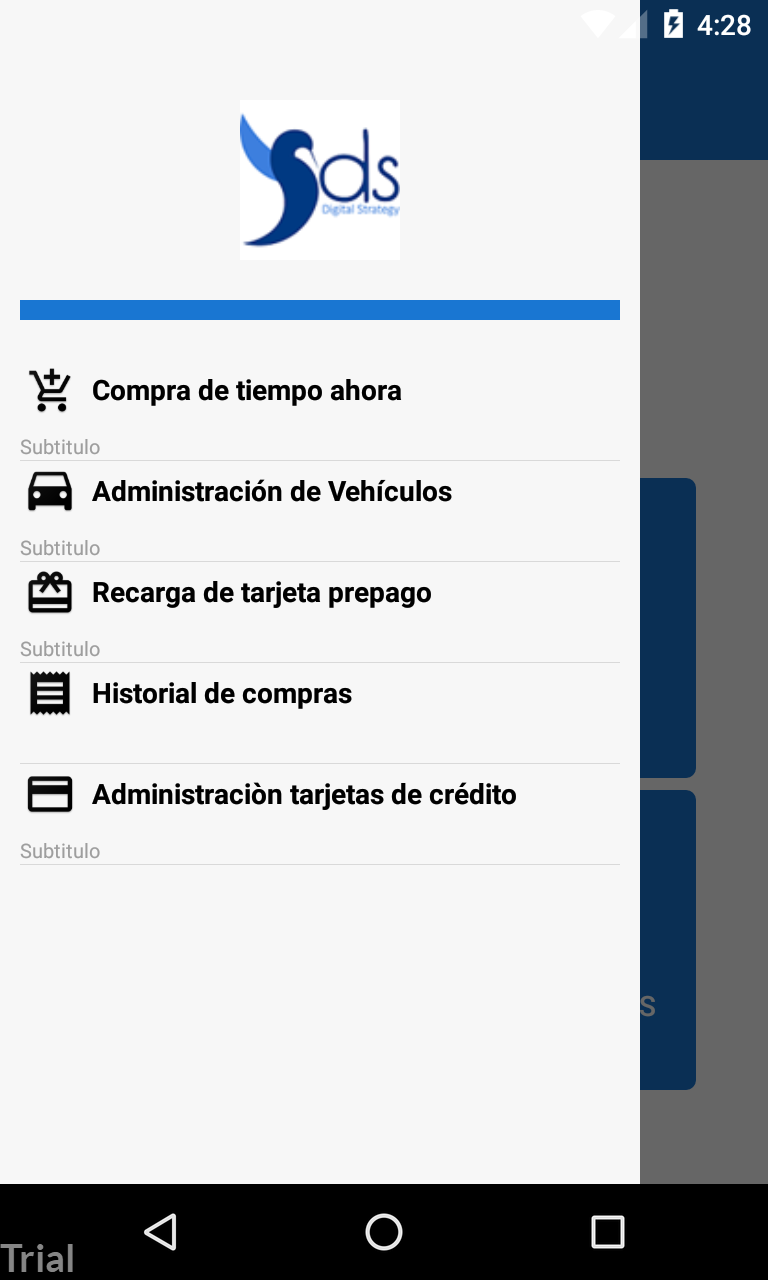 4:28
Sds
Digital Strategy
Compra de tiempo ahora
Subtitulo
Administración de Vehículos
Subtitulo
Recarga de tarjeta prepago
Subtitulo
Historial de compras
Administraciòn tarjetas de crédito
Subtitulo
S
Trial